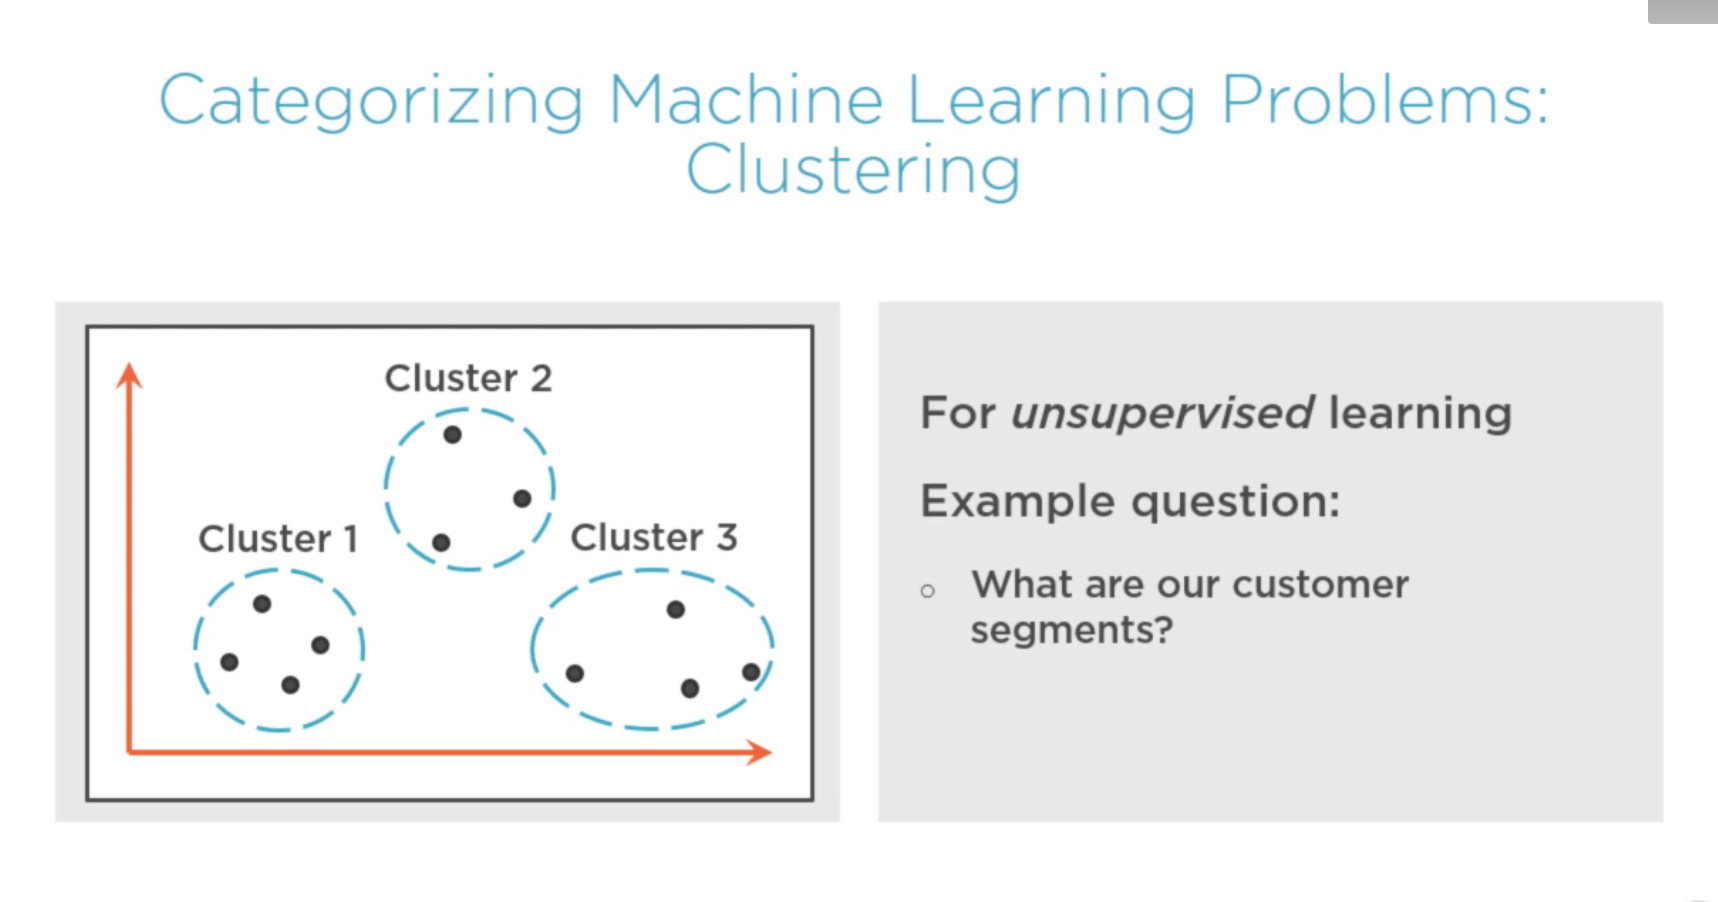 Categorizing Machine Learning Problems:
Clustering
Cluster 2
Cluster 1
Cluster 3
For unsupervised learning
Example question:
What are our customer
segments?